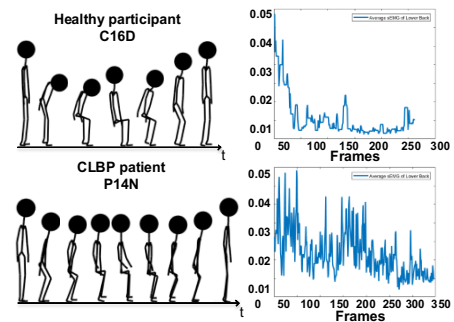 Healthy participant
C16D
t
0.05
0.04
0.03
0.02
0.01
Average sEMG of Lower Back
0 50 100 150 200 250 300
Frames
CLBP patient
P14N
t
0.05
0.04
0.03
0.02
0.01
Average sEMG of Lower Back
0 50 100 150 200 250 300 350
Frames